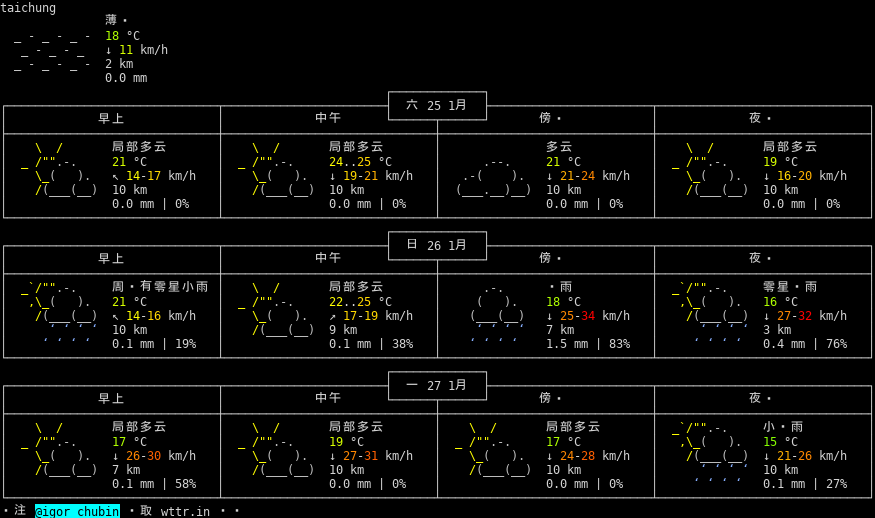 taichung
薄・
18 °C
↓ 11 km/h
2 km
0.0 mm
六 25 1月
早上 中午 傍・ 夜・
局部多云 局部多云 多云 局部多云
21 °C 24..25 °C 21 °C 19 °C
↖ 14-17 km/h ↓ 19-21 km/h ↓ 21-24 km/h ↓ 16-20 km/h
10 km 10 km 10 km 10 km
0.0 mm | 0% 0.0 mm | 0% 0.0 mm | 0% 0.0 mm | 0%
日 26 1月
早上 中午 傍・ 夜・
周・有零星小雨 局部多云 ・雨 零星・雨
21 °C 22..25 °C 18 °C 16 °C
↖ 14-16 km/h ↗ 17-19 km/h ↓ 25-34 km/h ↓ 27-32 km/h
10 km 9 km 7 km 3 km
0.1 mm | 19% 0.1 mm | 38% 1.5 mm | 83% 0.4 mm | 76%
一 27 1月
早上 中午 傍・ 夜・
局部多云 局部多云 局部多云 小・雨
17 °C 19 °C 17 °C 15 °C
↓ 26-30 km/h ↓ 27-31 km/h ↓ 24-28 km/h ↓ 21-26 km/h
7 km 10 km 10 km 10 km
0.1 mm | 58% 0.0 mm | 0% 0.0 mm | 0% 0.1 mm | 27%
・注 @igor_chubin ・取 wttr.in ・・